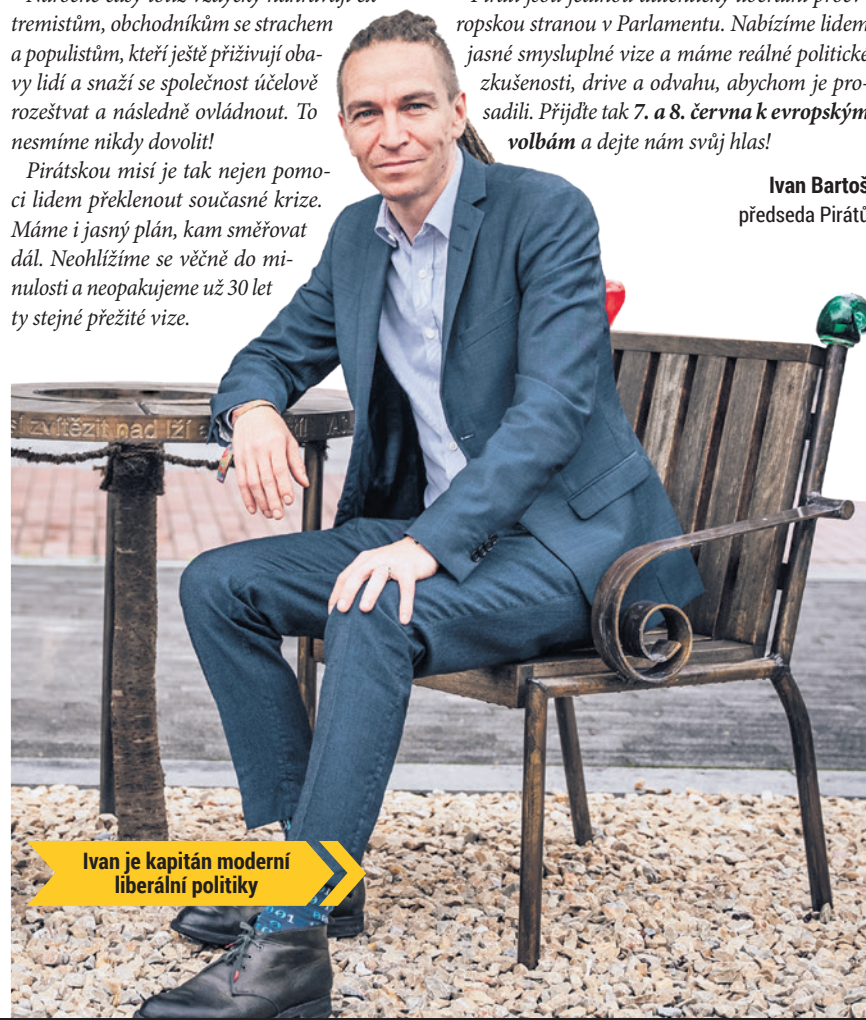 tremistům, obchodníkům se strachem
a populistům, kteří ještě přiživují oba-
vy lidí a snaží se společnost účelově
rozeštvat a následně ovládnout. To
nesmíme nikdy dovolit!
Pirátskou misí je tak nejen pomo-
ci lidem překlenout současné krize.
Máme i jasný plán, kam směřovat
dál. Neohlížíme se věčně do mi-
nulosti a neopakujeme už 30 let
ty stejné přežité vize.
ropskou stranou v Parlamentu. Nabízíme lidem
jasné smysluplné vize a máme reálné politické
zkušenosti, drive a odvahu, abychom je pro-
sadili. Přijďte tak 7. a 8. června k evropským
volbám a dejte nám svůj hlas!
Ivan Bartoš
předseda Pirátů
zvítězit nad lží a
Ivan je kapitán moderní
liberální politiky